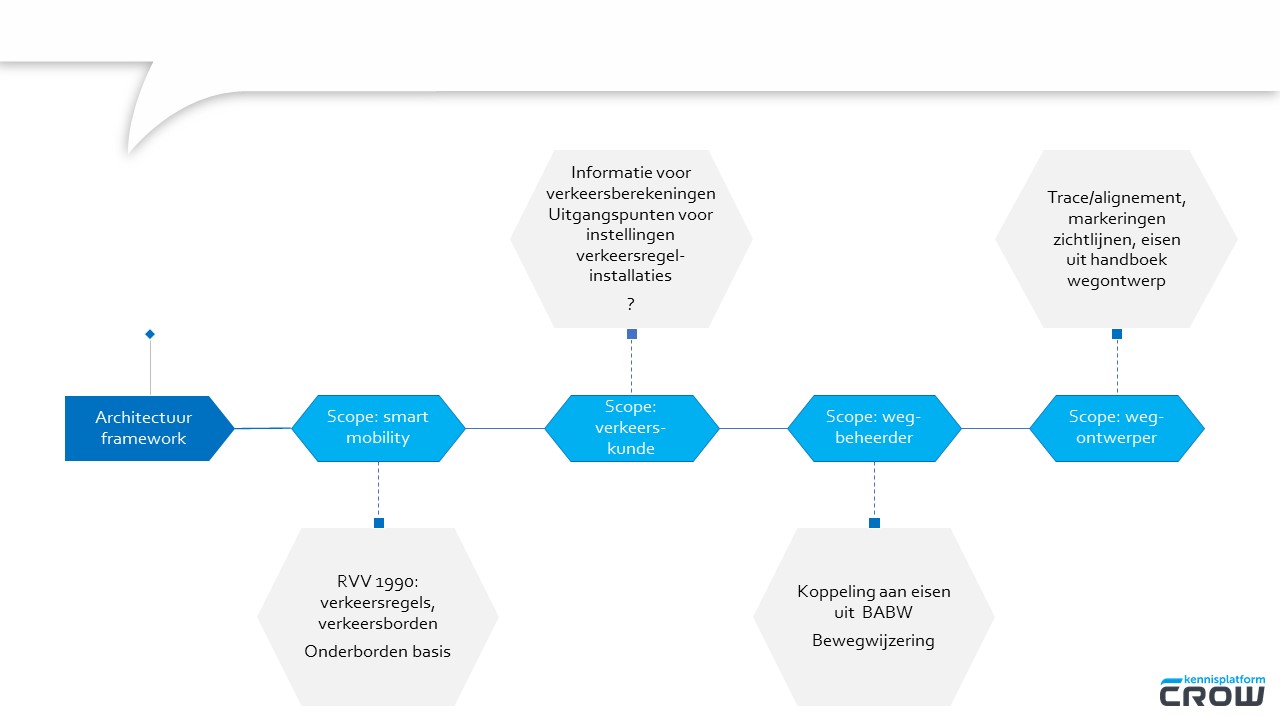 Informatie voor
verkeersberekeningen
Uitgangspunten voor
instellingen
verkeersregel-
installaties
?
Trace/alignement,
markeringen
zichtlijnen, eisen
uit handboek
wegontwerp
Architectuur
framework
Scope: smart
mobility
Scope:
verkeers-
kunde
Scope: weg-
beheerder
Scope: weg-
ontwerper
RVV 1990:
verkeersregels,
verkeersborden
Onderborden basis
Koppeling aan eisen
uit BABW
Bewegwijzering
kennisplatform
CROW